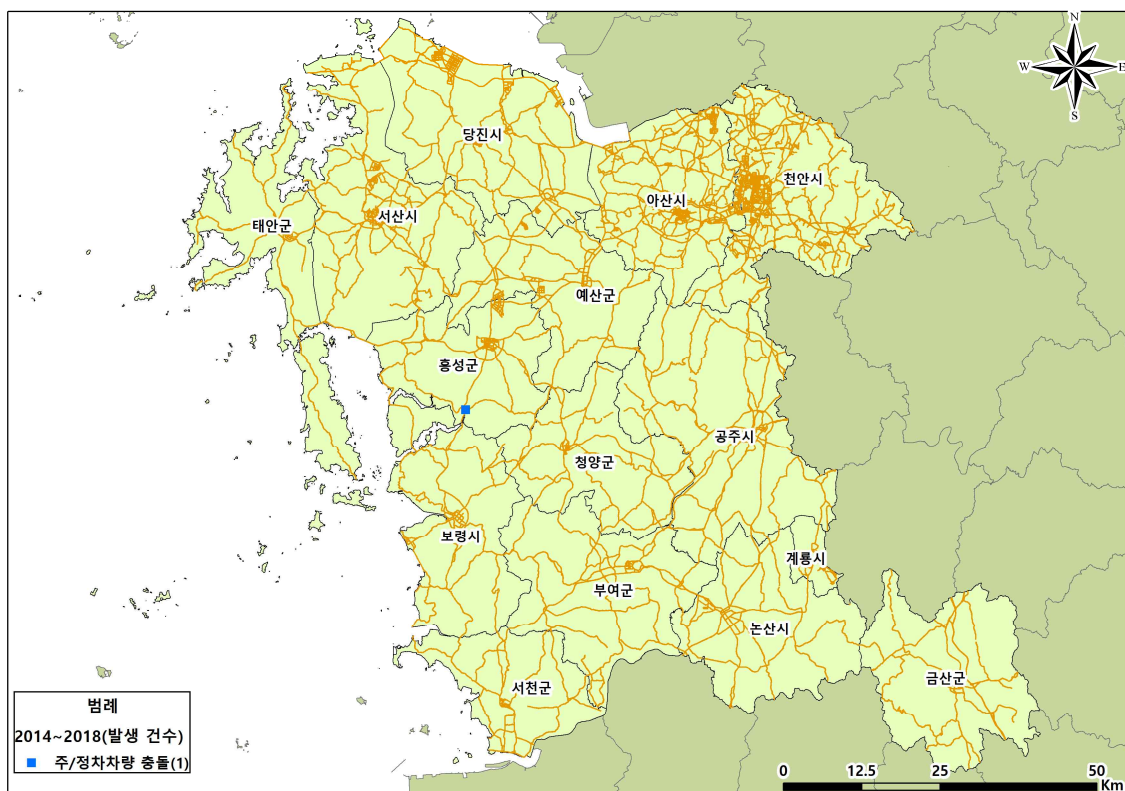 N
W E
S
당진시
천안시
아산시
서산시
태안군
예산군
홍성군
공주시
청양군
보령시
계룡시
부여군
논산시
금산군
서천군
범례
2014~2018(발생 건수)
주/정차차량 충돌(1)
0 12.5 25 50
Km